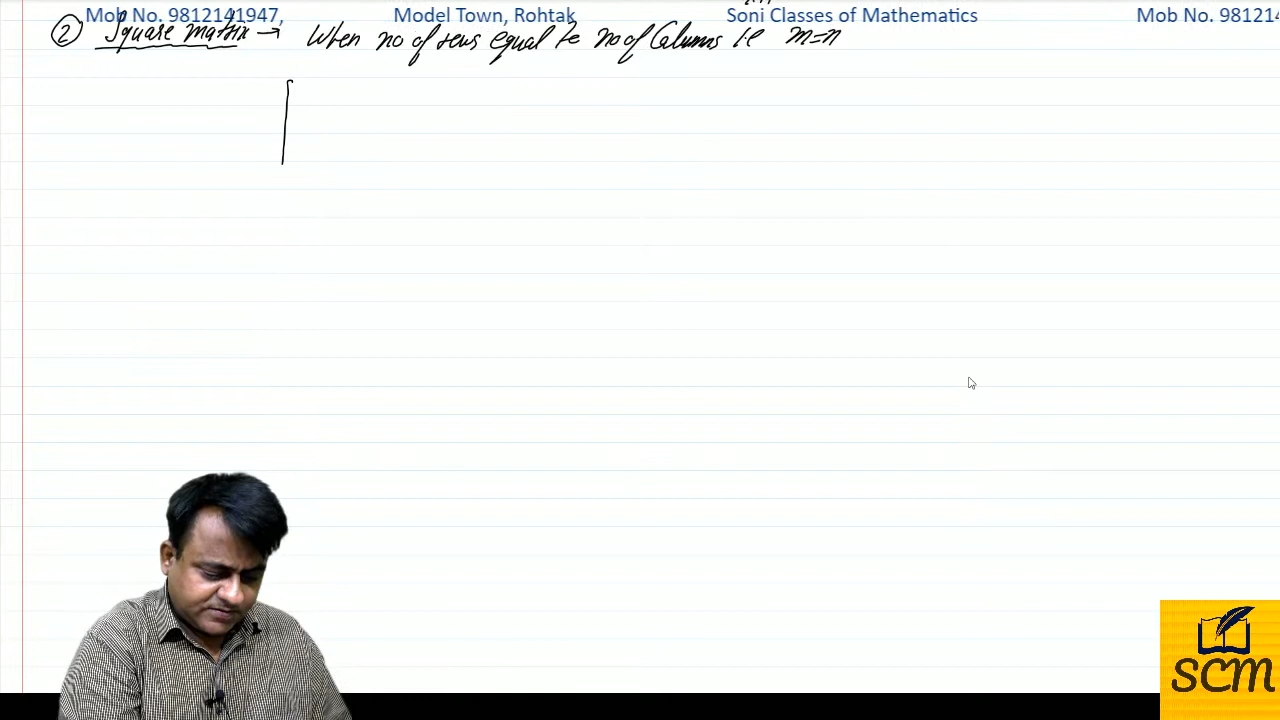 Mob No. 9812141947, Model Town, Rohtak Soni Classes of Mathematics Mob No. 981214
② Square matrix → When no of rows equal to no of Columns i.e m=n
SCM